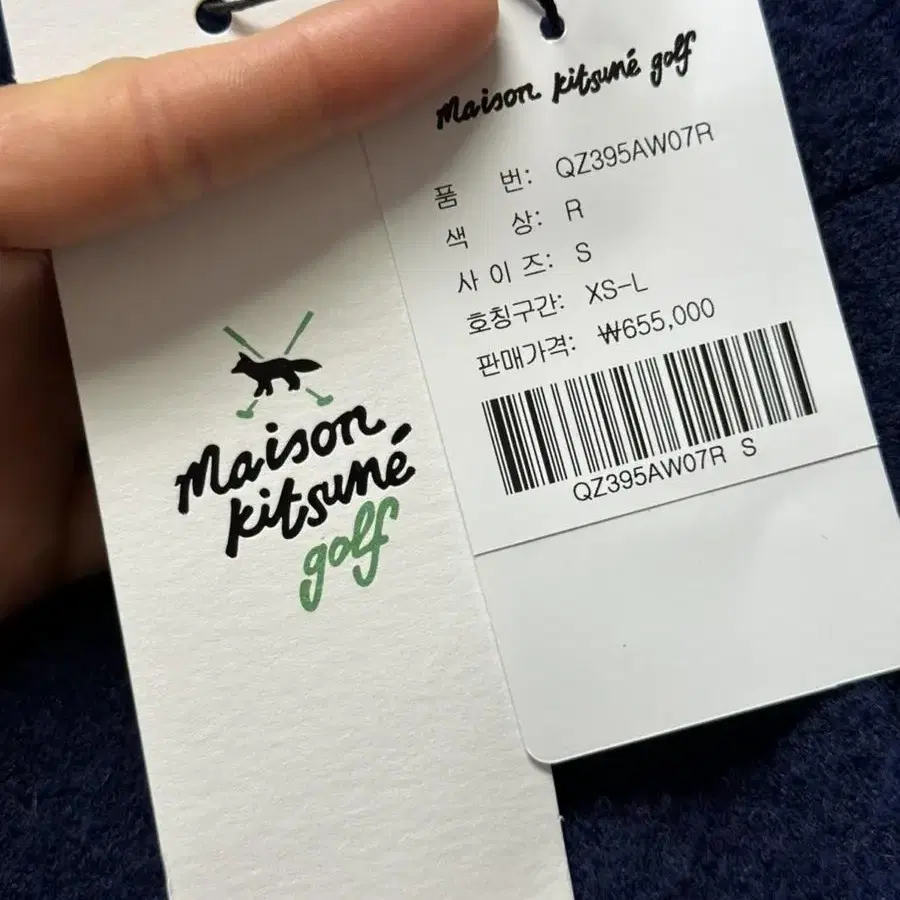 maison
kitsuné
golf
maison kitsuné golf
품 번: QZ395AW07R
색 상: R
사 이 즈: S
호칭구간: XS-L
판매가격: ₩655,000
QZ395AW07R S